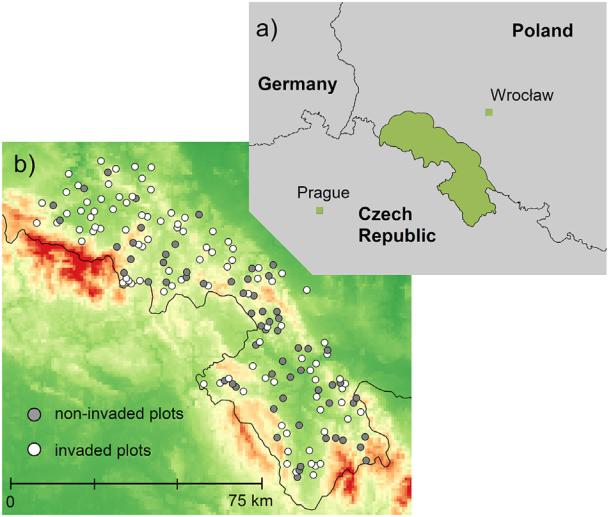 a)
Poland
Germany
Wrocław
Prague
Czech
Republic
b)
non-invaded plots
invaded plots
0
75 km